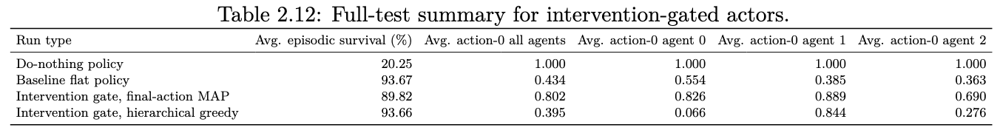 Table 2.12: Full-test summary for intervention-gated actors.
Run type Avg. episodic survival (%) Avg. action-0 all agents Avg. action-0 agent 0 Avg. action-0 agent 1 Avg. action-0 agent 2
Do-nothing policy 20.25 1.000 1.000 1.000 1.000
Baseline flat policy 93.67 0.434 0.554 0.385 0.363
Intervention gate, final-action MAP 89.82 0.802 0.826 0.889 0.690
Intervention gate, hierarchical greedy 93.66 0.395 0.066 0.844 0.276